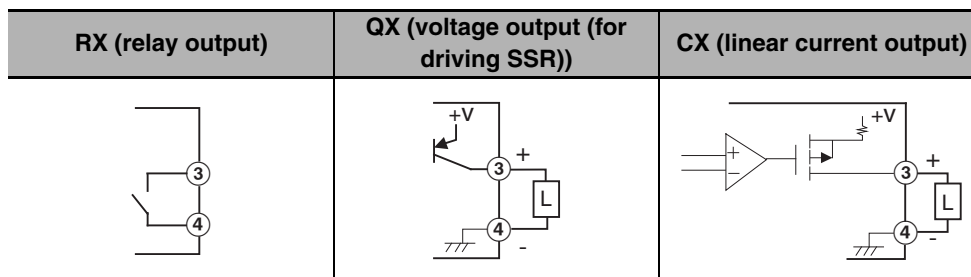 RX (relay output)
QX (voltage output (for
driving SSR))
CX (linear current output)
3
4
+V
+
3
L
4
-
+V
+
-
+
3
L
4
-